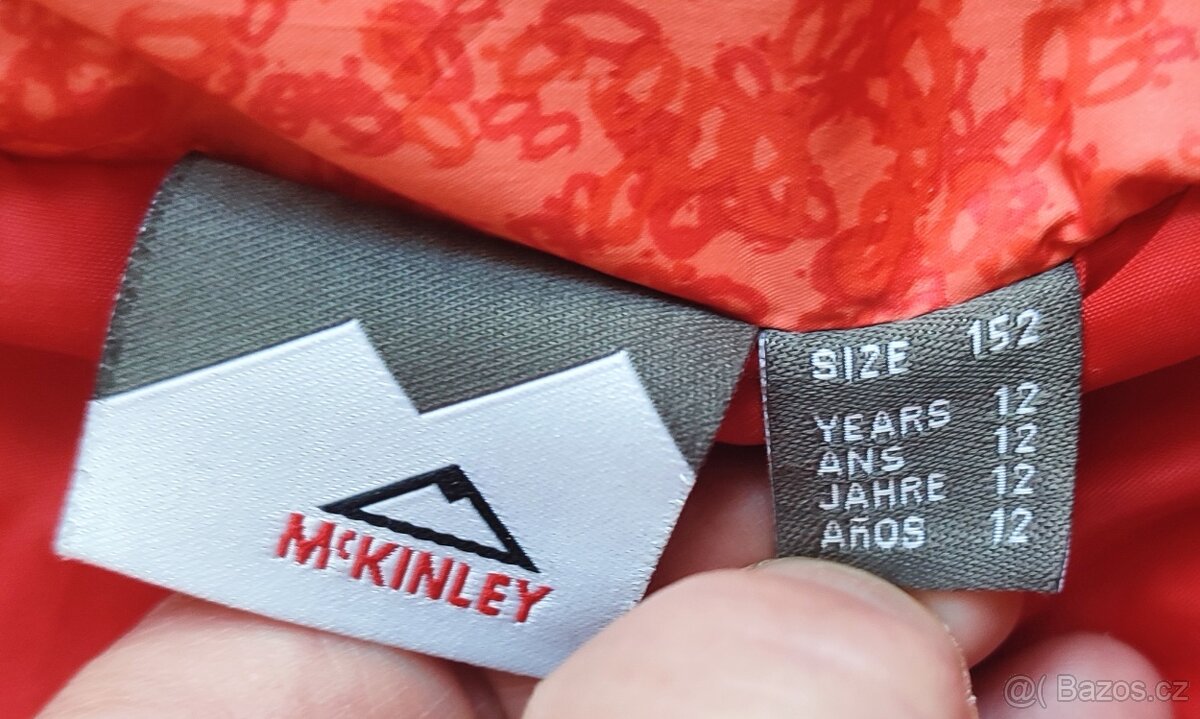 McKINLEY
SIZE 152
YEARS 12
ANS 12
JAHRE 12
AñOS 12
@( Bazos.cz